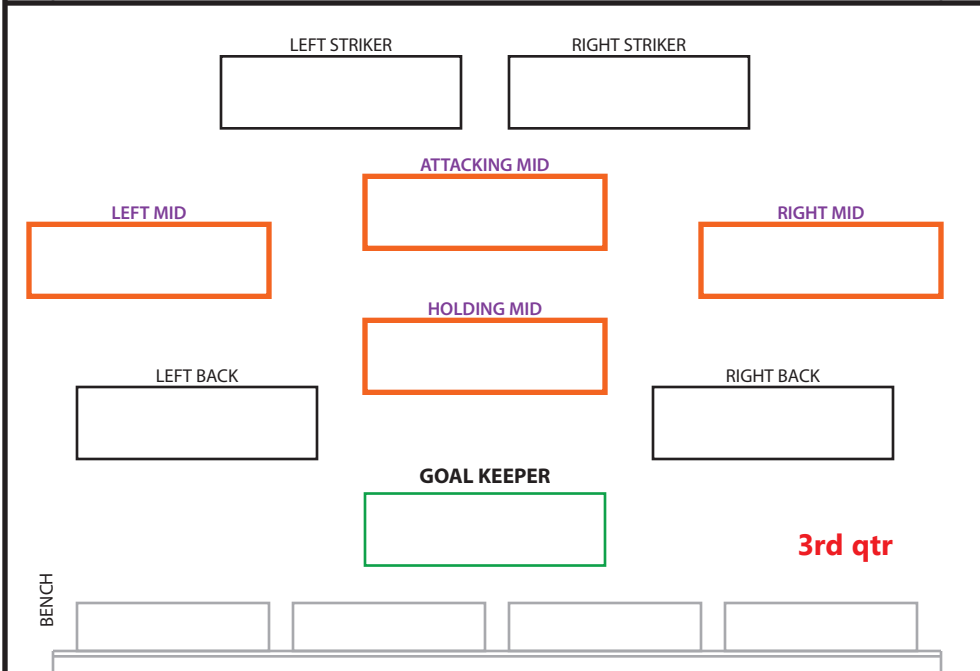 LEFT STRIKER
RIGHT STRIKER
ATTACKING MID
LEFT MID
RIGHT MID
HOLDING MID
LEFT BACK
RIGHT BACK
GOAL KEEPER
3rd qtr
BENCH